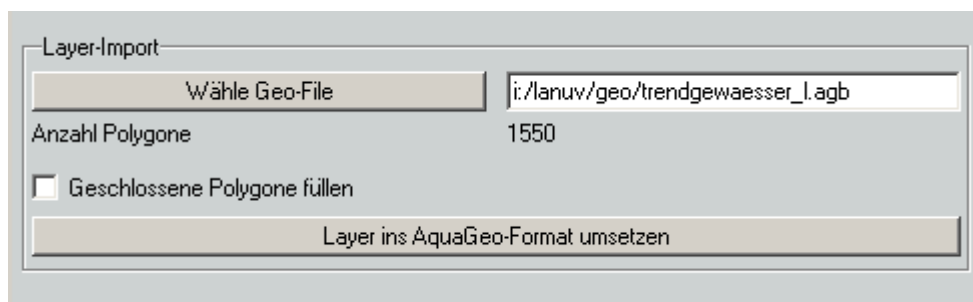 Layer-Import
Wähle Geo-File i:/lanuv/geo/trendgewaesser_l.agb
Anzahl Polygone 1550
Geschlossene Polygone füllen
Layer ins AquaGeo-Format umsetzen